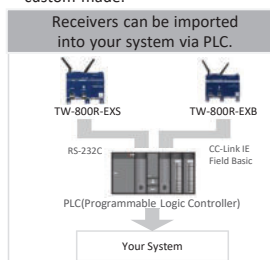 custom made.
Receivers can be imported
into your system via PLC.
TW-800R-EXS
TW-800R-EXB
RS-232C
CC-Link IE
Field Basic
PLC(Programmable Logic Controller)
Your System